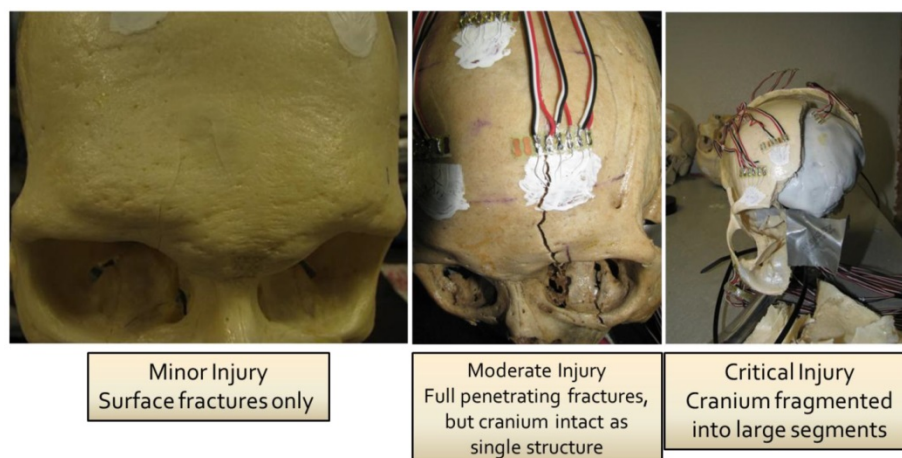 Minor Injury
Surface fractures only
Moderate Injury
Full penetrating fractures,
but cranium intact as
single structure
Critical Injury
Cranium fragmented
into large segments